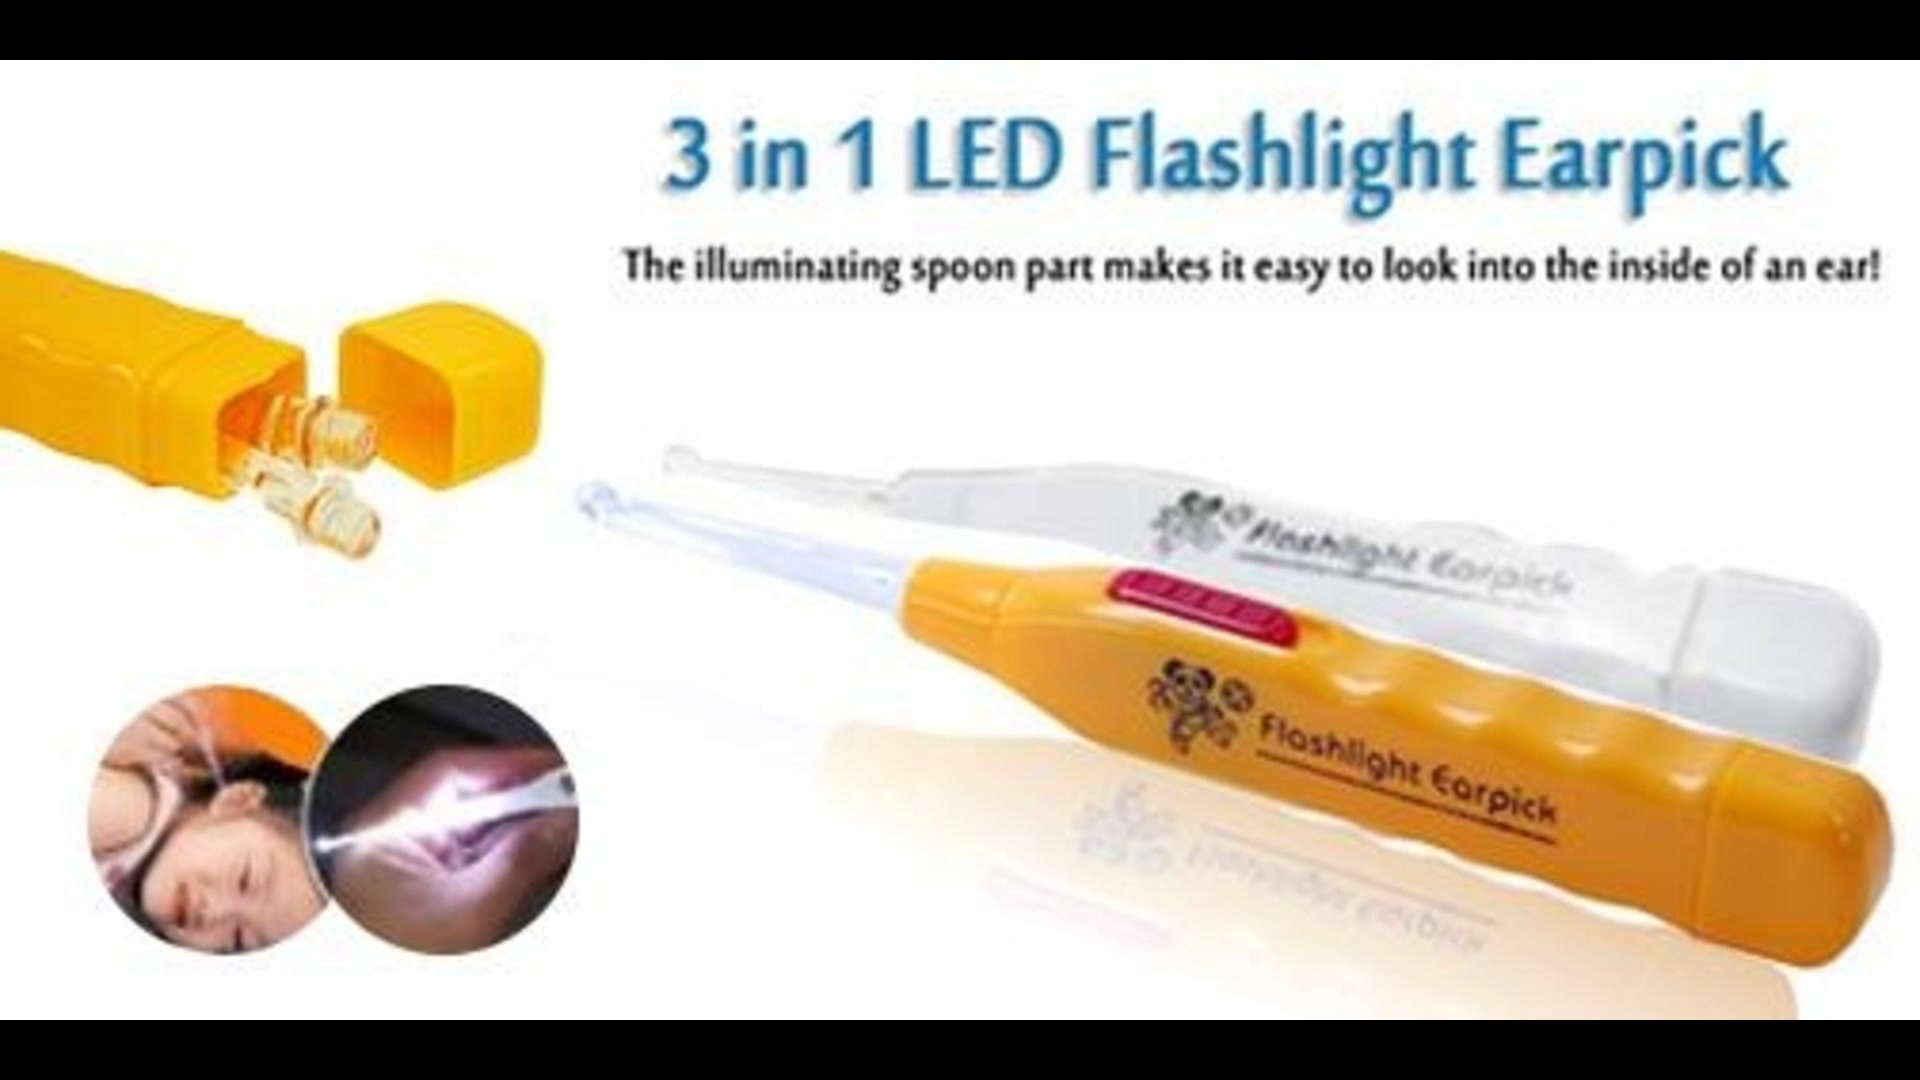 3 in 1 LED Flashlight Earpick
The illuminating spoon part makes it easy to look into the inside of an ear!
Flashlight Earpick
Flashlight Earpick